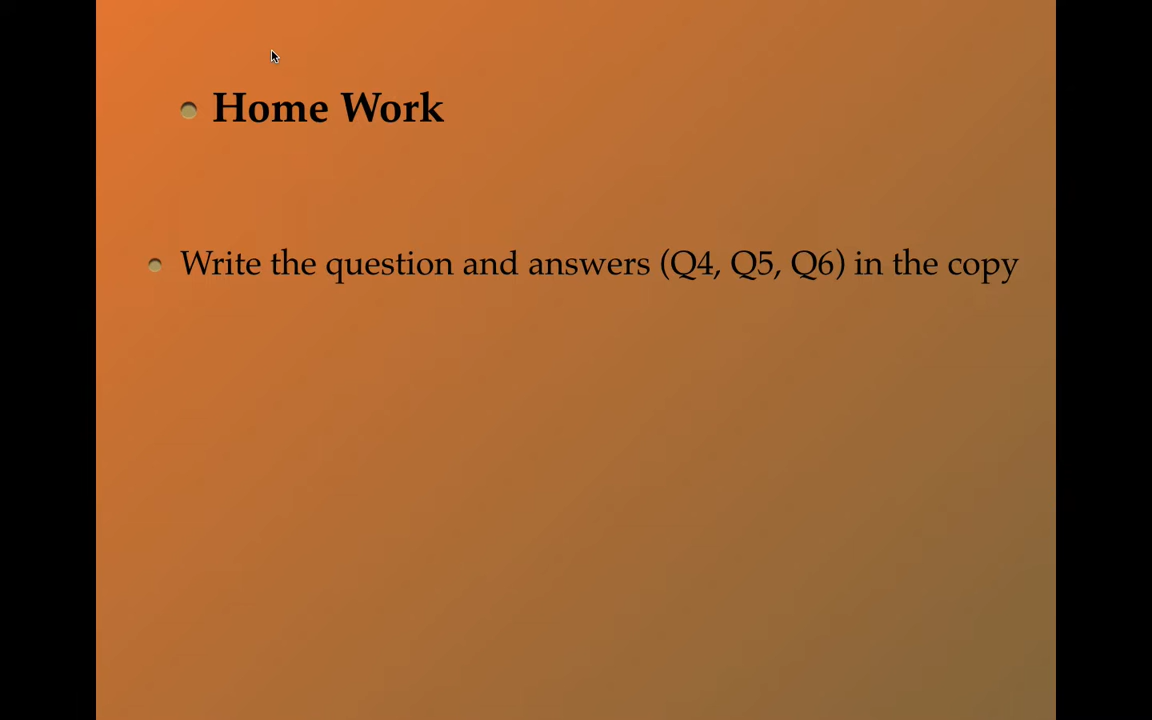 Home Work
Write the question and answers (Q4, Q5, Q6) in the copy